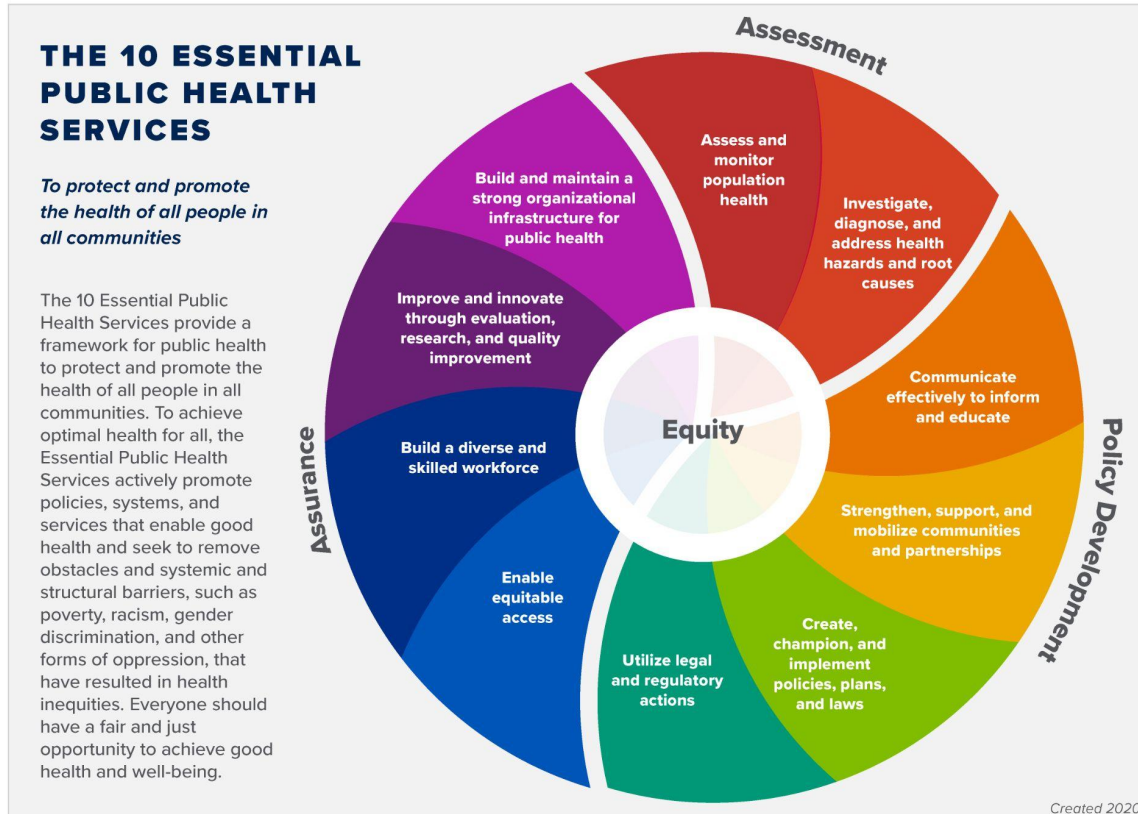 THE 10 ESSENTIAL
PUBLIC HEALTH
SERVICES
To protect and promote
the health of all people in
all communities
The 10 Essential Public
Health Services provide a
framework for public health
to protect and promote the
health of all people in all
communities. To achieve
optimal health for all, the
Essential Public Health
Services actively promote
policies, systems, and
services that enable good
health and seek to remove
obstacles and systemic and
structural barriers, such as
poverty, racism, gender
discrimination, and other
forms of oppression, that
have resulted in health
inequities. Everyone should
have a fair and just
opportunity to achieve good
health and well-being.
Assessment
Assess and
monitor
population
health
Investigate,
diagnose, and
address health
hazards and root
causes
Policy Development
Communicate
effectively to inform
and educate
Strengthen, support, and
mobilize communities
and partnerships
Create,
champion, and
implement
policies, plans,
and laws
Utilize legal
and regulatory
actions
Assurance
Enable
equitable
access
Build a diverse and
skilled workforce
Improve and innovate
through evaluation,
research, and quality
improvement
Build and maintain a
strong organizational
infrastructure for
public health
Equity
Created 2020